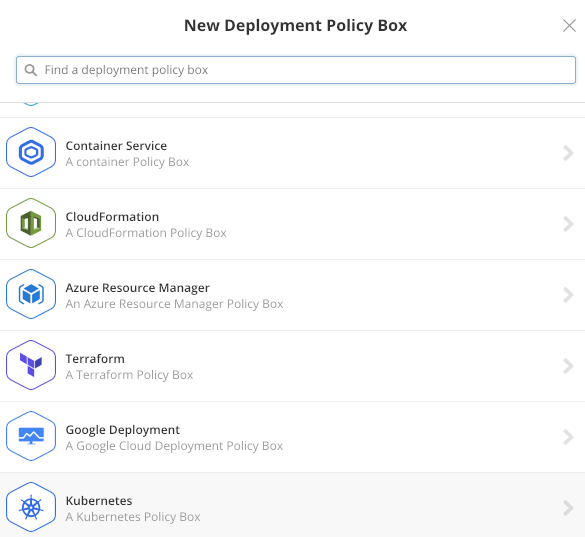 New Deployment Policy Box
Find a deployment policy box
Container Service
A container Policy Box
CloudFormation
A CloudFormation Policy Box
Azure Resource Manager
An Azure Resource Manager Policy Box
Terraform
A Terraform Policy Box
Google Deployment
A Google Cloud Deployment Policy Box
Kubernetes
A Kubernetes Policy Box